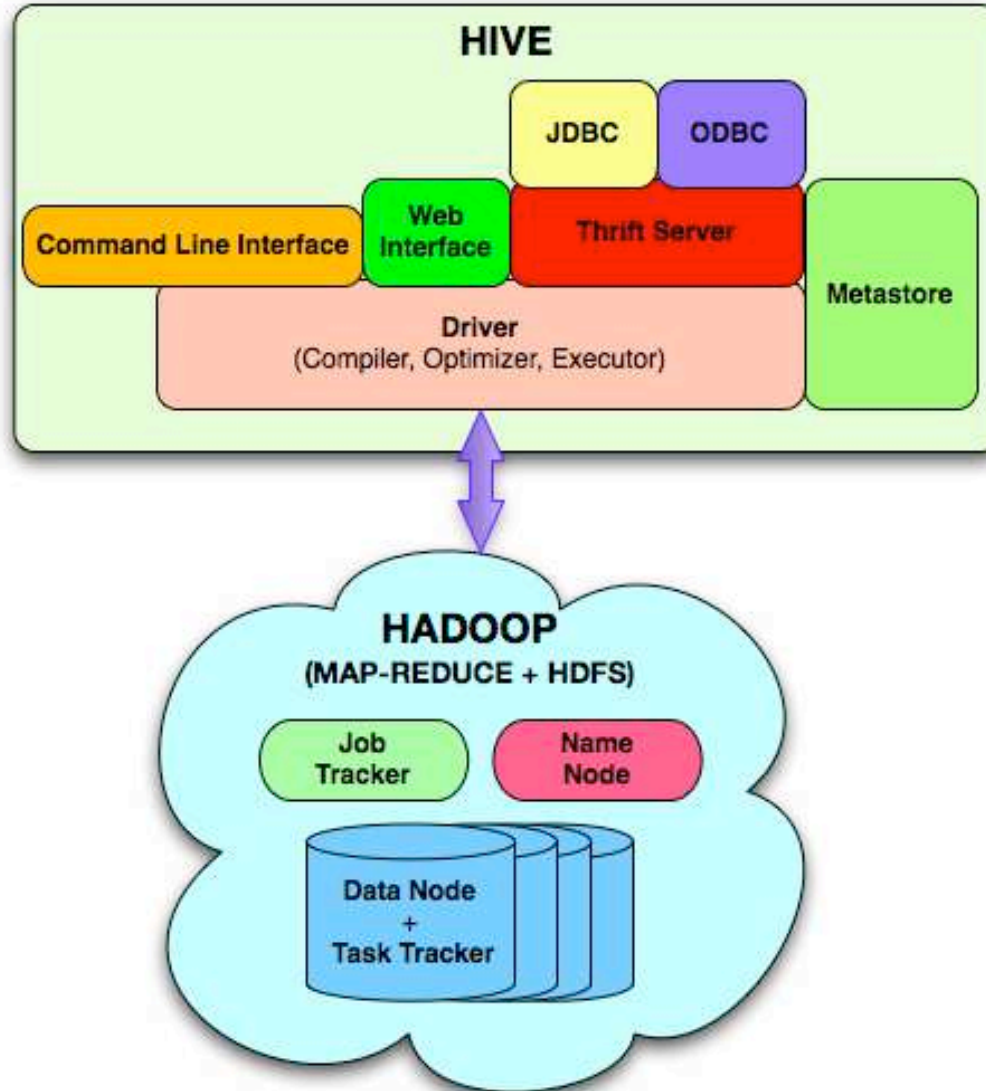 HIVE
JDBC
ODBC
Command Line Interface
Web
Interface
Thrift Server
Metastore
Driver
(Compiler, Optimizer, Executor)
HADOOP
(MAP-REDUCE + HDFS)
Job
Tracker
Name
Node
Data Node
+
Task Tracker